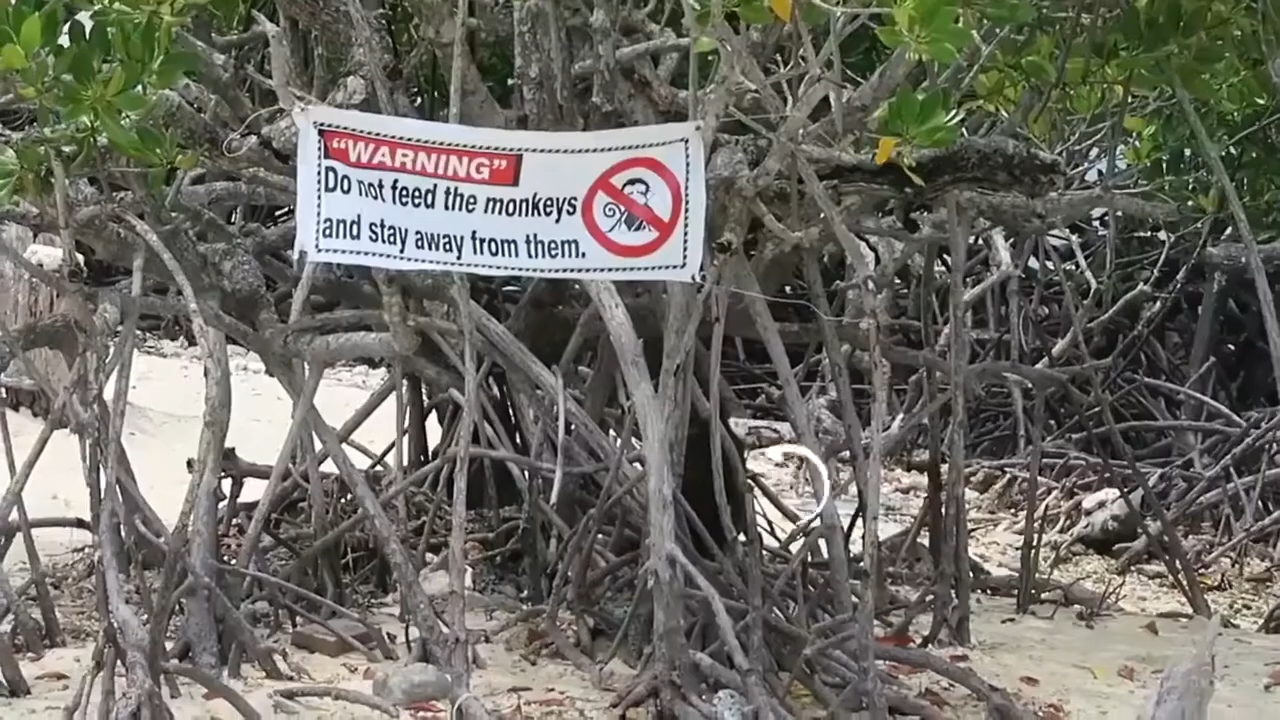 “WARNING”
Do not feed the monkeys
and stay away from them.